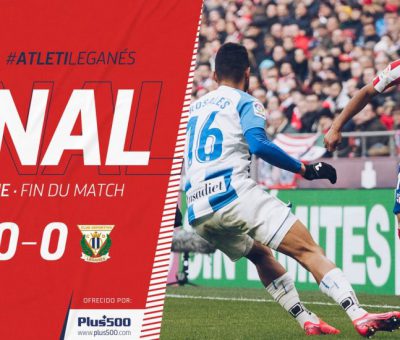 #ATLETILEGANÉS
NAL
E · FIN DU MATCH
0-0
OFRECIDO POR:
Plus500
www.plus500.com
ROSALES
16